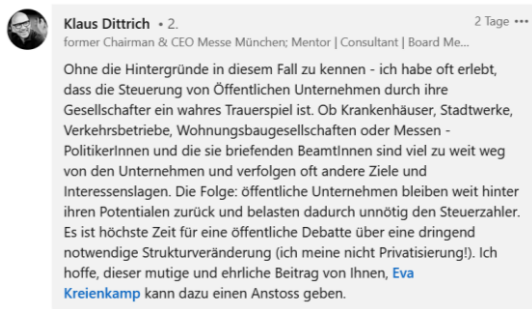 Klaus Dittrich • 2.
2 Tage •••
former Chairman & CEO Messe München; Mentor | Consultant | Board Me...
Ohne die Hintergründe in diesem Fall zu kennen - ich habe oft erlebt,
dass die Steuerung von Öffentlichen Unternehmen durch ihre
Gesellschafter ein wahres Trauerspiel ist. Ob Krankenhäuser, Stadtwerke,
Verkehrsbetriebe, Wohnungsbaugesellschaften oder Messen -
PolitikerInnen und die sie briefenden BeamtInnen sind viel zu weit weg
von den Unternehmen und verfolgen oft andere Ziele und
Interessenslagen. Die Folge: öffentliche Unternehmen bleiben weit hinter
ihren Potentialen zurück und belasten dadurch unnötig den Steuerzahler.
Es ist höchste Zeit für eine öffentliche Debatte über eine dringend
notwendige Strukturveränderung (ich meine nicht Privatisierung!). Ich
hoffe, dieser mutige und ehrliche Beitrag von Ihnen, Eva
Kreienkamp kann dazu einen Anstoss geben.